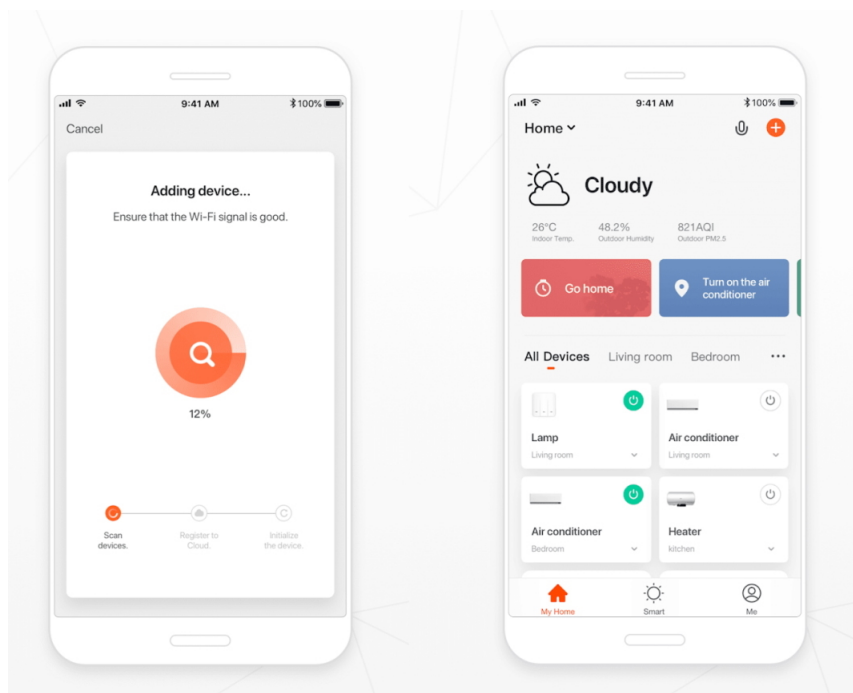 9:41 AM
100%
Cancel
Adding device...
Ensure that the Wi-Fi signal is good.
12%
Scan
devices.
Register to
Cloud.
Initialize
the device.
9:41 AM
100%
Home
Cloudy
26°C
Indoor Temp.
48.2%
Outdoor Humidity
821AQI
Outdoor PM2.5
Go home
Turn on the air
conditioner
All Devices
Living room
Bedroom
Lamp
Living room
Air conditioner
Living room
Air conditioner
Bedroom
Heater
kitchen
My Home
Smart
Me